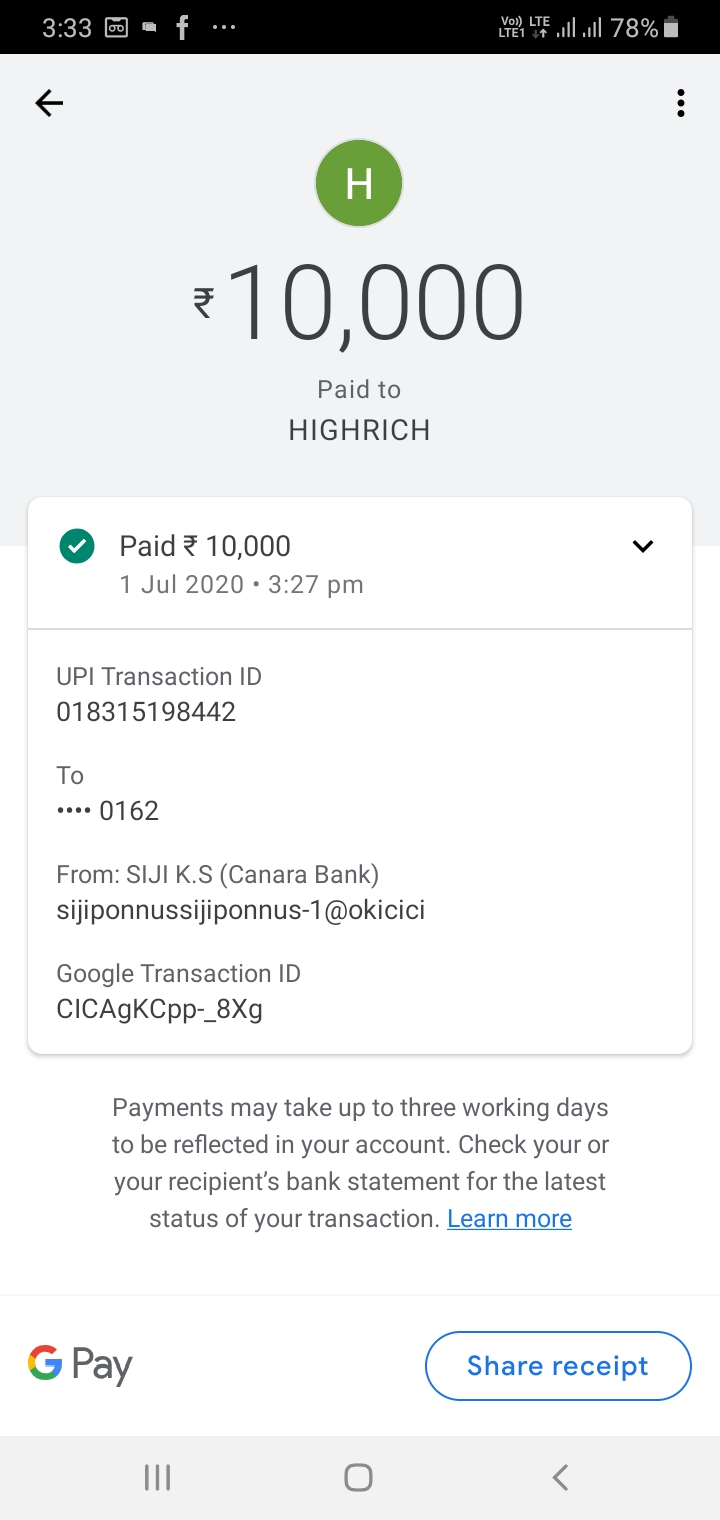 3:33
Vo)) LTE
LTE1
78%
H
₹10,000
Paid to
HIGHRICH
Paid ₹ 10,000
1 Jul 2020 • 3:27 pm
UPI Transaction ID
018315198442
To
•••• 0162
From: SIJI K.S (Canara Bank)
sijiponnussijiponnus-1@okicici
Google Transaction ID
CICAgKCpp-_8Xg
Payments may take up to three working days
to be reflected in your account. Check your or
your recipient’s bank statement for the latest
status of your transaction. Learn more
G Pay
Share receipt